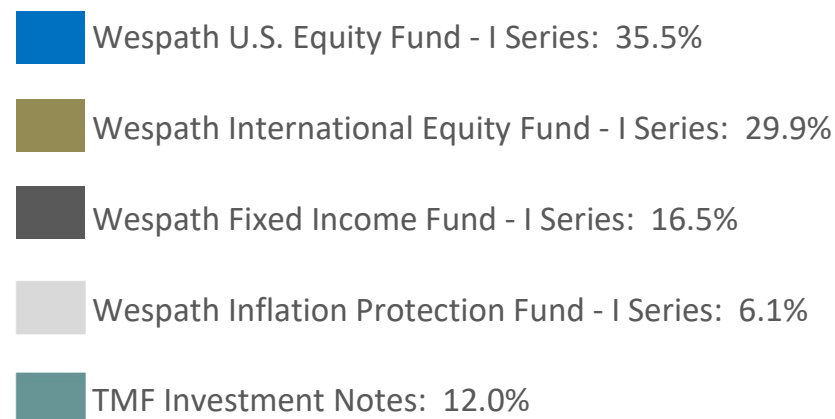 Wespath U.S. Equity Fund - I Series:  35.5%
Wespath International Equity Fund - I Series:  29.9%
Wespath Fixed Income Fund - I Series:  16.5%
Wespath Inflation Protection Fund - I Series:  6.1%
TMF Investment Notes:  12.0%